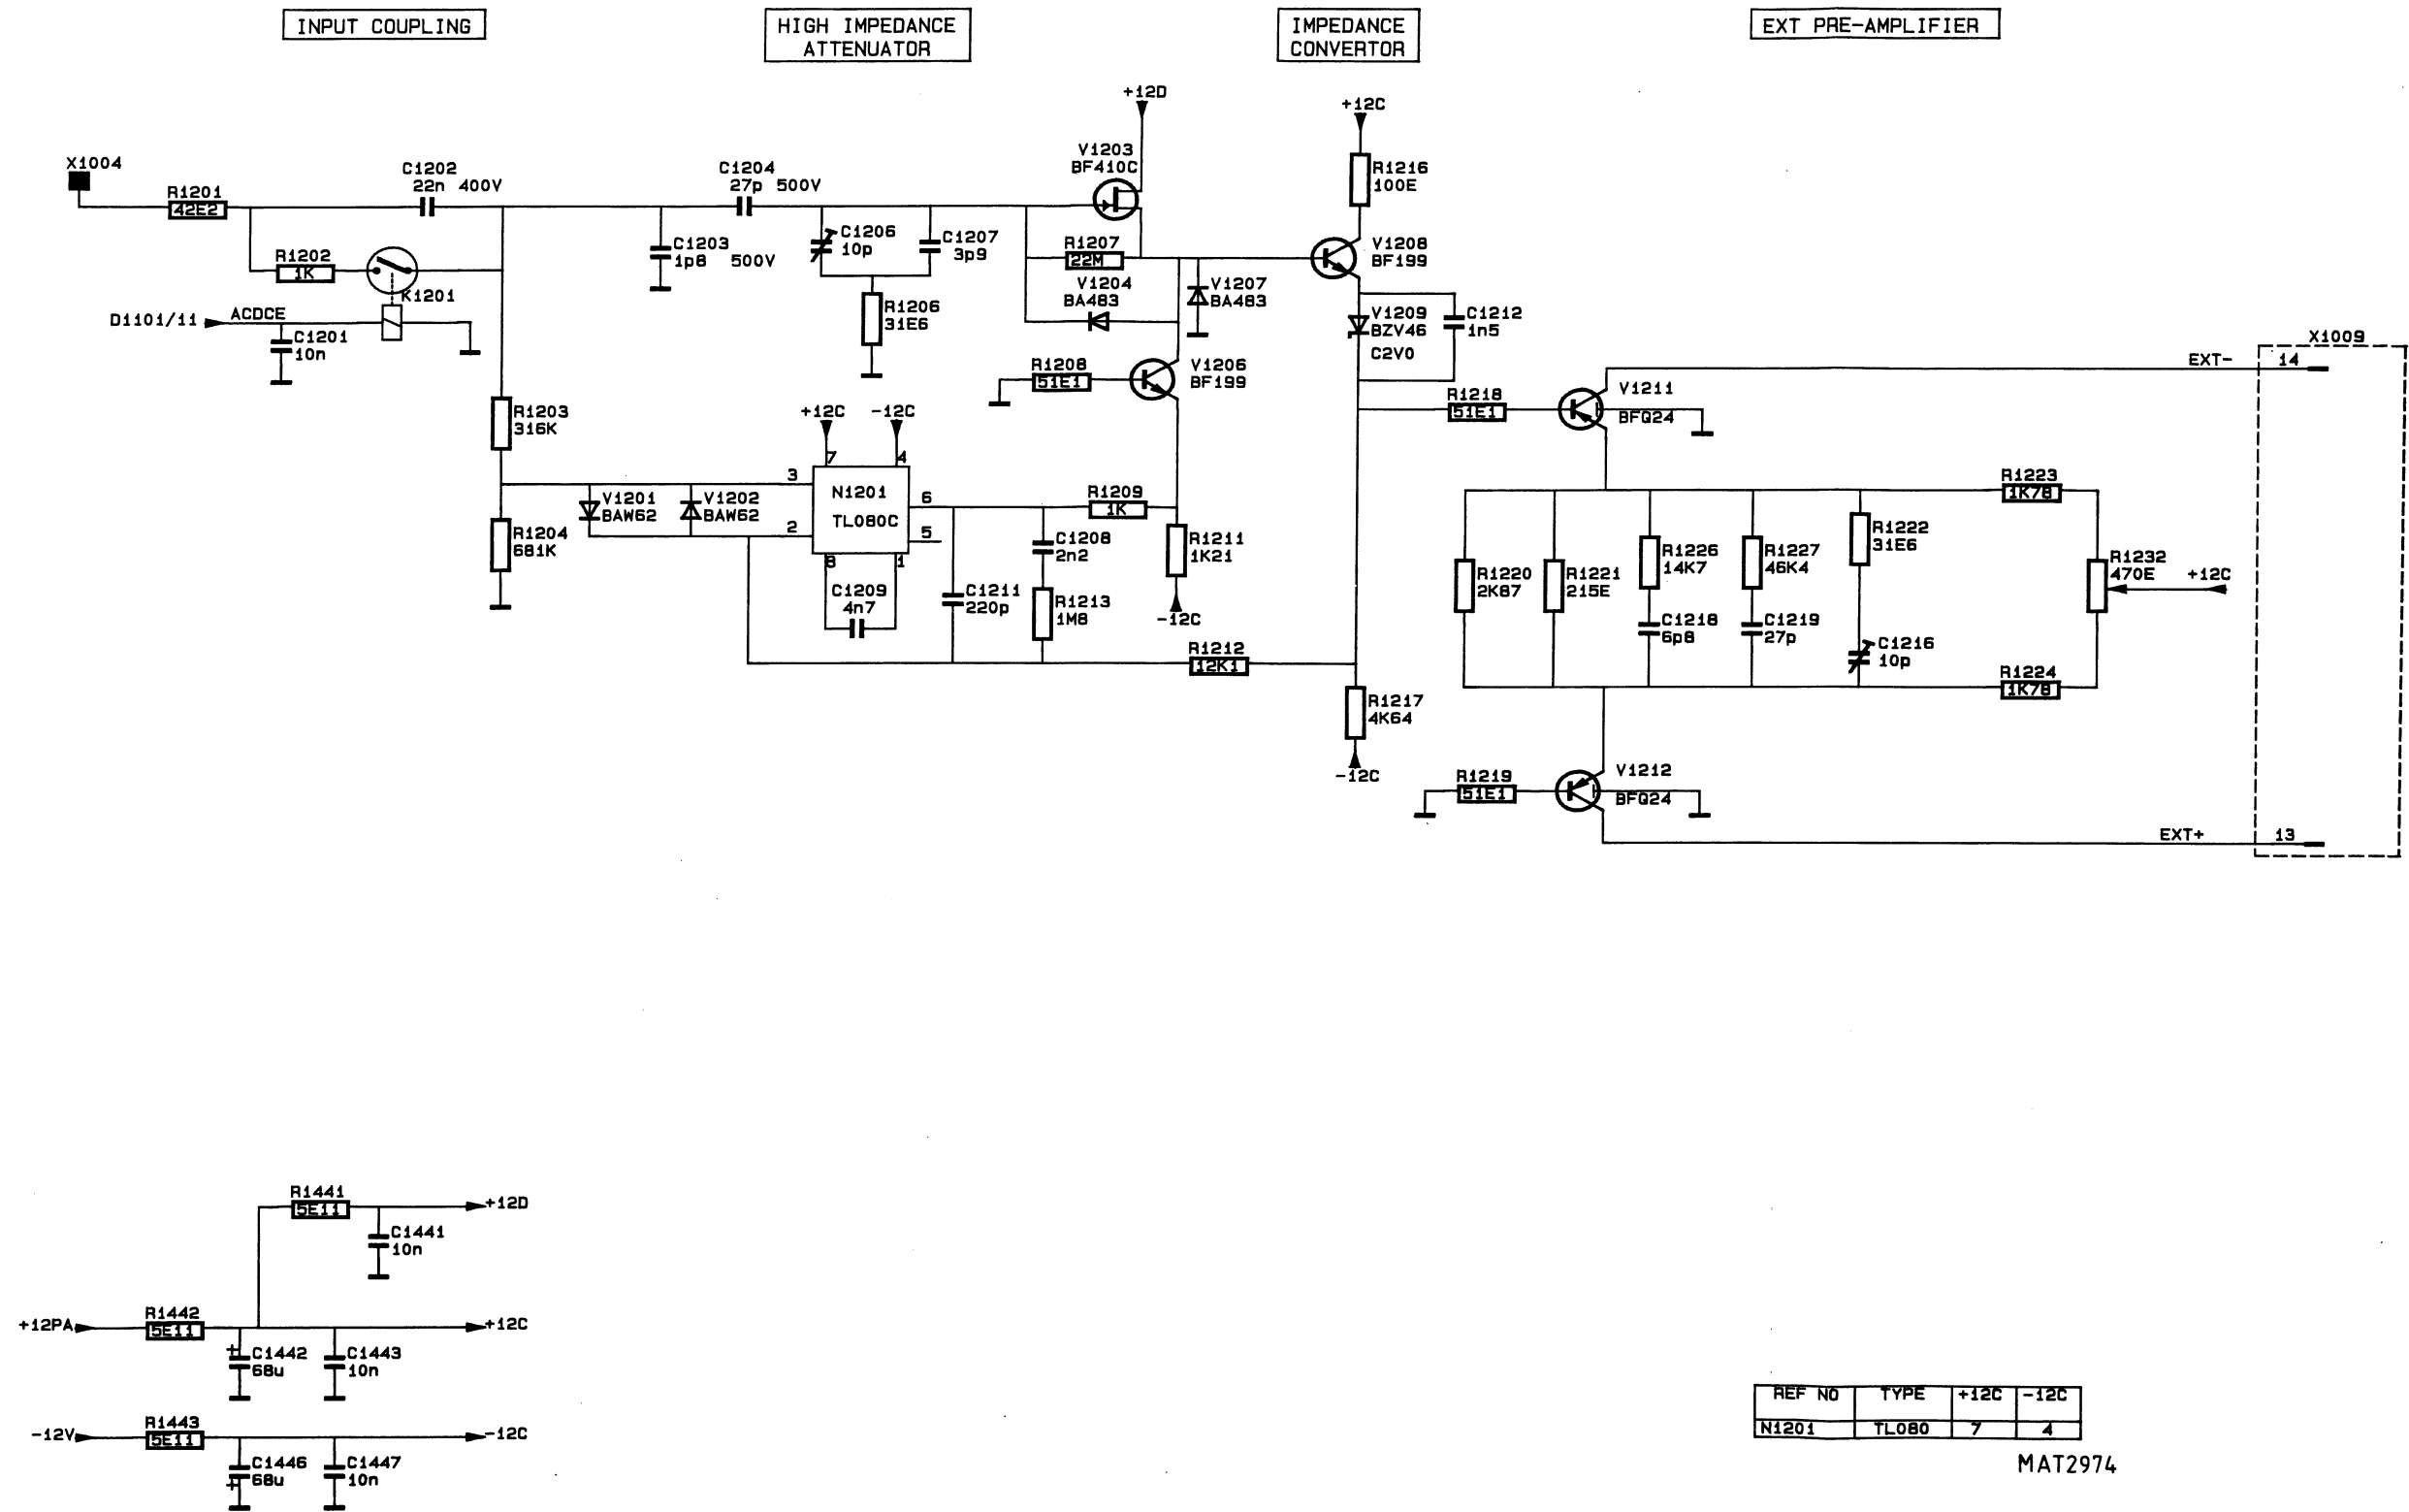 INPUT COUPLING
HIGH IMPEDANCE
ATTENUATOR
IMPEDANCE
CONVERTOR
EXT PRE-AMPLIFIER
+12D
+12C
X1004
R1201
42E2
C1202
22n 400V
C1204
27p 500V
V1203
BF410C
R1216
100E
R1202
1K
K1201
C1203
1p8 500V
C1206
10p
C1207
3p9
R1207
22M
V1208
BF199
D1101/11
ACDCE
C1201
10n
R1206
31E6
V1204
BA483
V1207
BA483
V1209
BZV46
C2V0
C1212
1n5
R1208
51E1
V1206
BF199
X1009
EXT-
14
R1203
316K
+12C
-12C
R1218
51E1
V1211
BFQ24
7
4
3
N1201
TL080C
6
2
5
8
1
V1201
BAW62
V1202
BAW62
R1204
681K
R1209
1K
C1208
2n2
R1211
1K21
-12C
C1209
4n7
C1211
220p
R1213
1M8
R1212
12K1
R1217
4K64
-12C
R1223
1K78
R1220
2K87
R1221
215E
R1226
14K7
R1227
46K4
R1222
31E6
R1232
470E
+12C
C1218
6p8
C1219
27p
C1216
10p
R1224
1K78
R1219
51E1
V1212
BFQ24
EXT+
13
R1441
5E11
+12D
C1441
10n
+12PA
R1442
5E11
+12C
+
C1442
68u
C1443
10n
-12V
R1443
5E11
-12C
C1446
68u
+
C1447
10n
REF NO TYPE +12C -12C
N1201 TL080 7 4
MAT2974